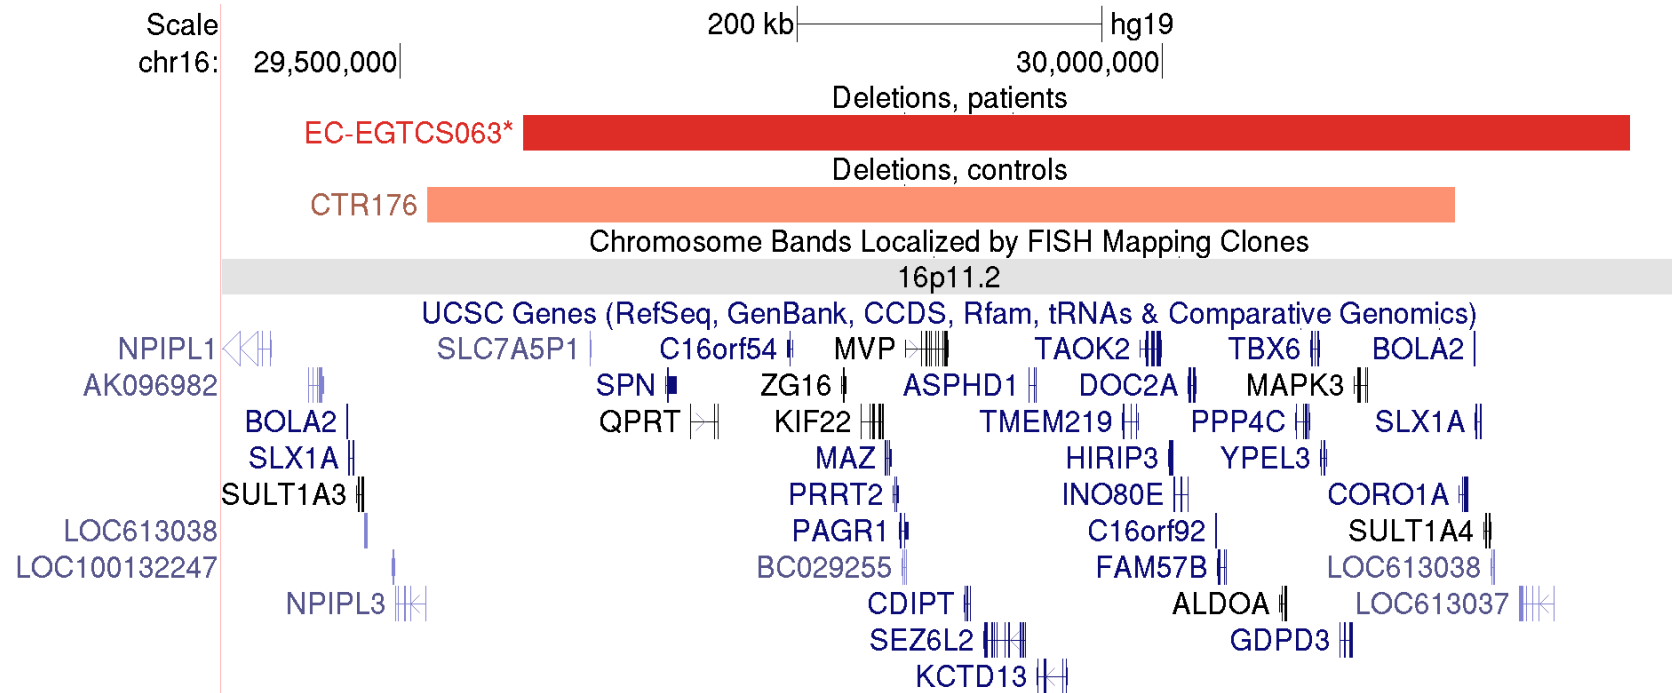 Scale 200 kb hg19
chr16: 29,500,000 30,000,000
Deletions, patients
EC-EGTCS063*
Deletions, controls
CTR176
Chromosome Bands Localized by FISH Mapping Clones
16p11.2
UCSC Genes (RefSeq, GenBank, CCDS, Rfam, tRNAs & Comparative Genomics)
NPIPL1 SLC7A5P1 C16orf54 MVP TAOK2 TBX6 BOLA2
AK096982 SPN ZG16 ASPHD1 DOC2A MAPK3
BOLA2 QPRT KIF22 TMEM219 PPP4C SLX1A
SLX1A MAZ HIRIP3 YPEL3
SULT1A3 PRRT2 INO80E CORO1A
LOC613038 PAGR1 C16orf92 SULT1A4
LOC100132247 BC029255 FAM57B LOC613038
NPIPL3 CDIPT ALDOA LOC613037
SEZ6L2 GDPD3
KCTD13